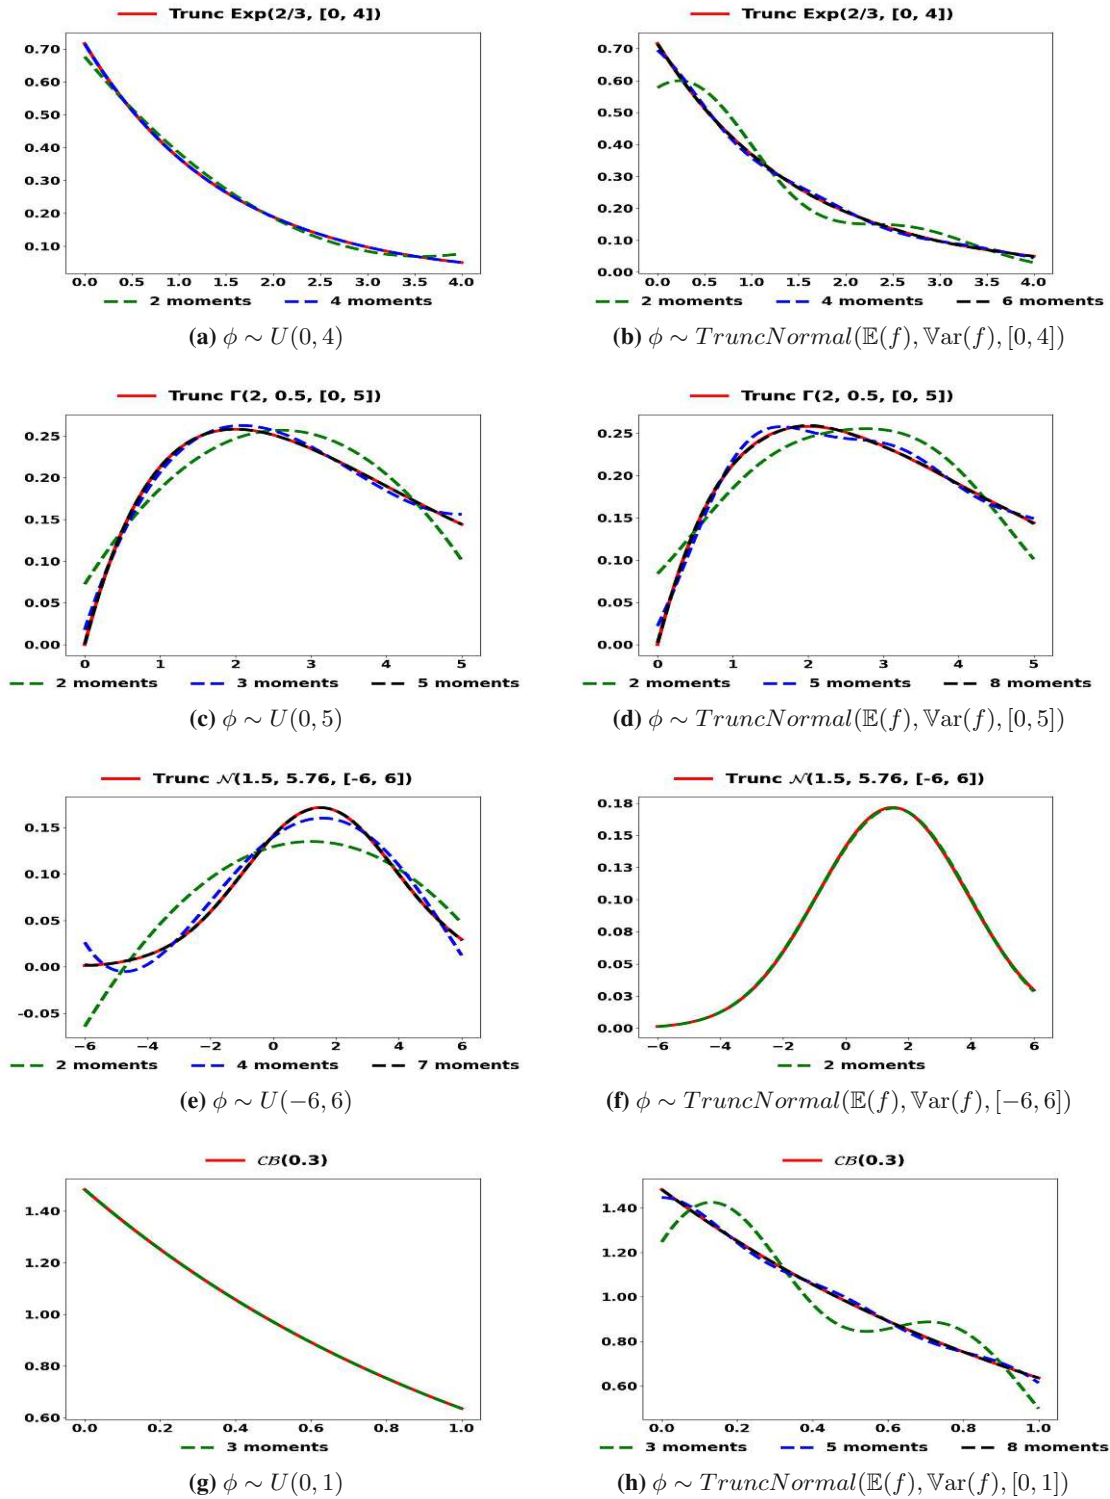 Trunc Exp(2/3, [0, 4])
0.70
0.60
0.50
0.40
0.30
0.20
0.10
0.0 0.5 1.0 1.5 2.0 2.5 3.0 3.5 4.0
2 moments 4 moments
(a) ϕ ∼ U(0, 4)
Trunc Exp(2/3, [0, 4])
0.70
0.60
0.50
0.40
0.30
0.20
0.10
0.00
0.0 0.5 1.0 1.5 2.0 2.5 3.0 3.5 4.0
2 moments 4 moments 6 moments
(b) ϕ ∼ TruncNormal(𝔼(f), 𝕍ar(f), [0, 4])
Trunc Γ(2, 0.5, [0, 5])
0.25
0.20
0.15
0.10
0.05
0.00
0 1 2 3 4 5
2 moments 3 moments 5 moments
(c) ϕ ∼ U(0, 5)
Trunc Γ(2, 0.5, [0, 5])
0.25
0.20
0.15
0.10
0.05
0.00
0 1 2 3 4 5
2 moments 5 moments 8 moments
(d) ϕ ∼ TruncNormal(𝔼(f), 𝕍ar(f), [0, 5])
Trunc 𝒩(1.5, 5.76, [-6, 6])
0.15
0.10
0.05
0.00
-0.05
−6 −4 −2 0 2 4 6
2 moments 4 moments 7 moments
(e) ϕ ∼ U(−6, 6)
Trunc 𝒩(1.5, 5.76, [-6, 6])
0.18
0.15
0.13
0.10
0.08
0.05
0.03
0.00
−6 −4 −2 0 2 4 6
2 moments
(f) ϕ ∼ TruncNormal(𝔼(f), 𝕍ar(f), [−6, 6])
𝒞ℬ(0.3)
1.40
1.20
1.00
0.80
0.60
0.0 0.2 0.4 0.6 0.8 1.0
3 moments
(g) ϕ ∼ U(0, 1)
𝒞ℬ(0.3)
1.40
1.20
1.00
0.80
0.60
0.0 0.2 0.4 0.6 0.8 1.0
3 moments 5 moments 8 moments
(h) ϕ ∼ TruncNormal(𝔼(f), 𝕍ar(f), [0, 1])